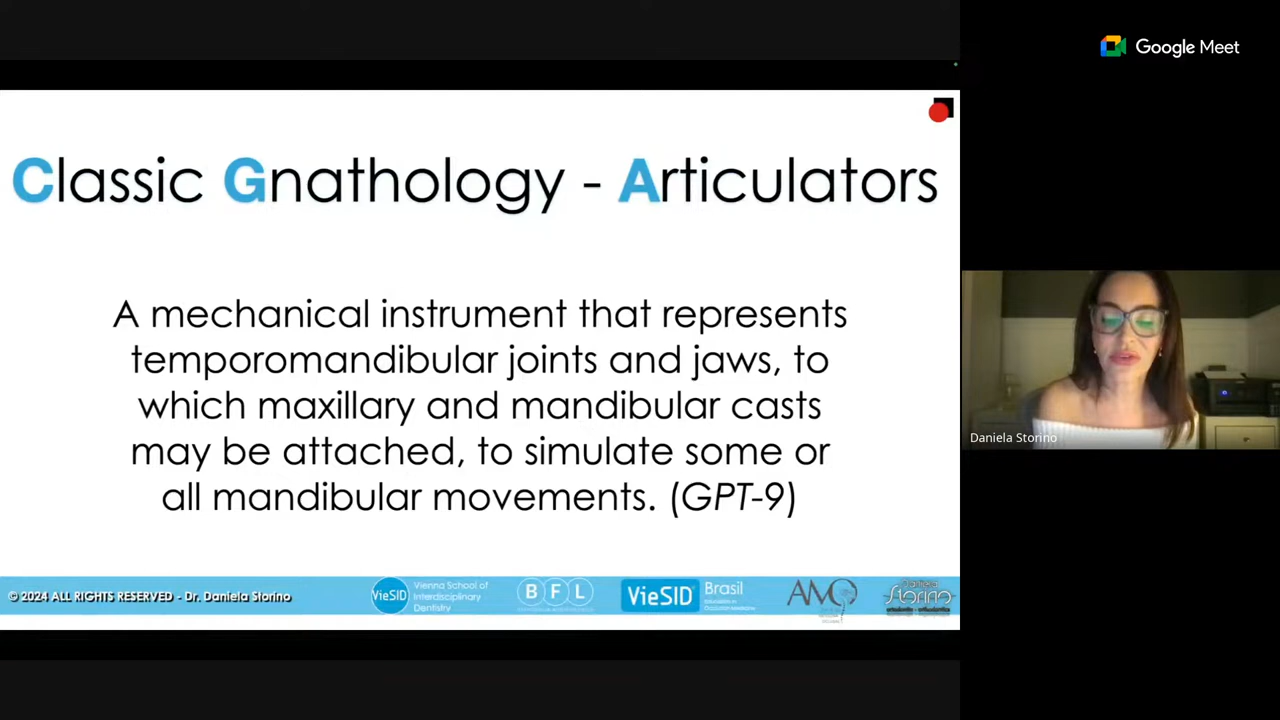 Google Meet
Classic Gnathology - Articulators
A mechanical instrument that represents
temporomandibular joints and jaws, to
which maxillary and mandibular casts
may be attached, to simulate some or
all mandibular movements. (GPT-9)
Daniela Storino
© 2024 ALL RIGHTS RESERVED - Dr. Daniela Storino
VieSID
Vienna School of
Interdisciplinary
Dentistry
BFL
VieSID®
Brasil
AMO
Daniela
Storino